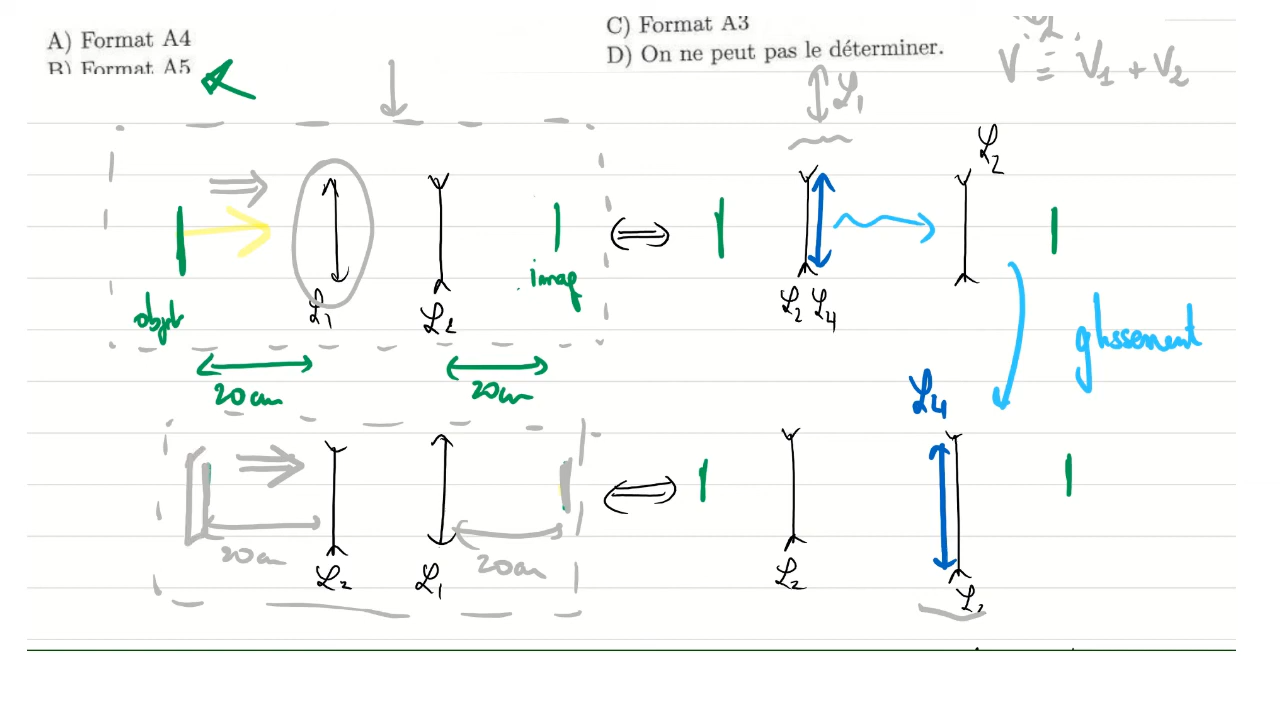 A) Format A4
B) Format A5
C) Format A3
D) On ne peut pas le déterminer.
V = V1 + V2
L1
L2
objet
L1
L2
L2 L4
20 cm
20 cm
glissement
L4
20 cm
20 cm
L2
L1
L2